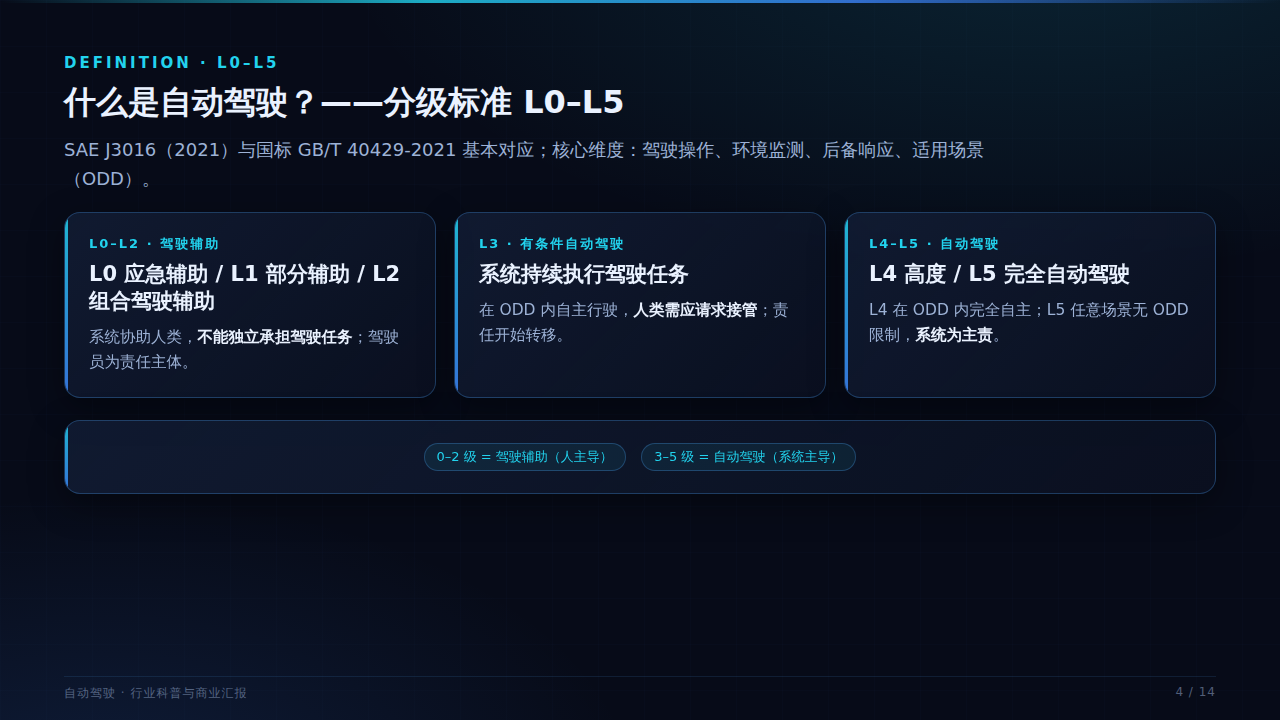 DEFINITION · L0–L5
什么是自动驾驶？——分级标准 L0–L5
SAE J3016（2021）与国标 GB/T 40429-2021 基本对应；核心维度：驾驶操作、环境监测、后备响应、适用场景
（ODD）。
L0–L2 · 驾驶辅助
L0 应急辅助 / L1 部分辅助 / L2
组合驾驶辅助
系统协助人类，不能独立承担驾驶任务；驾驶
员为责任主体。
L3 · 有条件自动驾驶
系统持续执行驾驶任务
在 ODD 内自主行驶，人类需应请求接管；责
任开始转移。
L4–L5 · 自动驾驶
L4 高度 / L5 完全自动驾驶
L4 在 ODD 内完全自主；L5 任意场景无 ODD
限制，系统为主责。
0–2 级 = 驾驶辅助（人主导）
3–5 级 = 自动驾驶（系统主导）
自动驾驶 · 行业科普与商业汇报
4 / 14